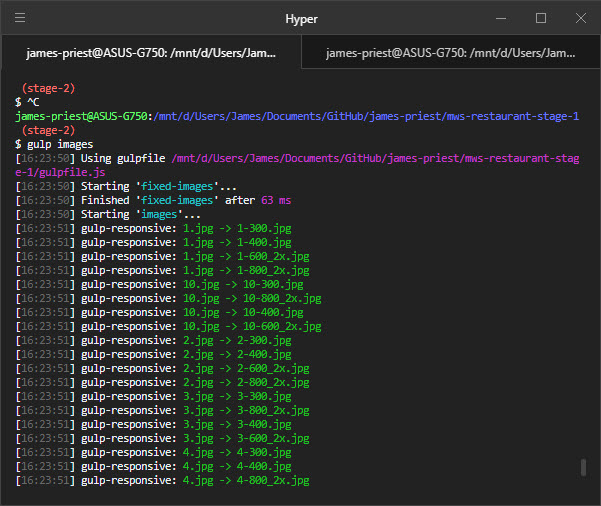 Hyper
james-priest@ASUS-G750: /mnt/d/Users/Jam...
james-priest@ASUS-G750: /mnt/d/Users/Jam...
(stage-2)
$ ^C
james-priest@ASUS-G750:/mnt/d/Users/James/Documents/GitHub/james-priest/mws-restaurant-stage-1
(stage-2)
$ gulp images
[16:23:50] Using gulpfile /mnt/d/Users/James/Documents/GitHub/james-priest/mws-restaurant-stag
e-1/gulpfile.js
[16:23:50] Starting 'fixed-images'...
[16:23:50] Finished 'fixed-images' after 63 ms
[16:23:50] Starting 'images'...
[16:23:51] gulp-responsive: 1.jpg -> 1-300.jpg
[16:23:51] gulp-responsive: 1.jpg -> 1-400.jpg
[16:23:51] gulp-responsive: 1.jpg -> 1-600_2x.jpg
[16:23:51] gulp-responsive: 1.jpg -> 1-800_2x.jpg
[16:23:51] gulp-responsive: 10.jpg -> 10-300.jpg
[16:23:51] gulp-responsive: 10.jpg -> 10-800_2x.jpg
[16:23:51] gulp-responsive: 10.jpg -> 10-400.jpg
[16:23:51] gulp-responsive: 10.jpg -> 10-600_2x.jpg
[16:23:51] gulp-responsive: 2.jpg -> 2-300.jpg
[16:23:51] gulp-responsive: 2.jpg -> 2-400.jpg
[16:23:51] gulp-responsive: 2.jpg -> 2-600_2x.jpg
[16:23:51] gulp-responsive: 2.jpg -> 2-800_2x.jpg
[16:23:51] gulp-responsive: 3.jpg -> 3-300.jpg
[16:23:51] gulp-responsive: 3.jpg -> 3-800_2x.jpg
[16:23:51] gulp-responsive: 3.jpg -> 3-400.jpg
[16:23:51] gulp-responsive: 3.jpg -> 3-600_2x.jpg
[16:23:51] gulp-responsive: 4.jpg -> 4-300.jpg
[16:23:51] gulp-responsive: 4.jpg -> 4-400.jpg
[16:23:51] gulp-responsive: 4.jpg -> 4-800_2x.jpg